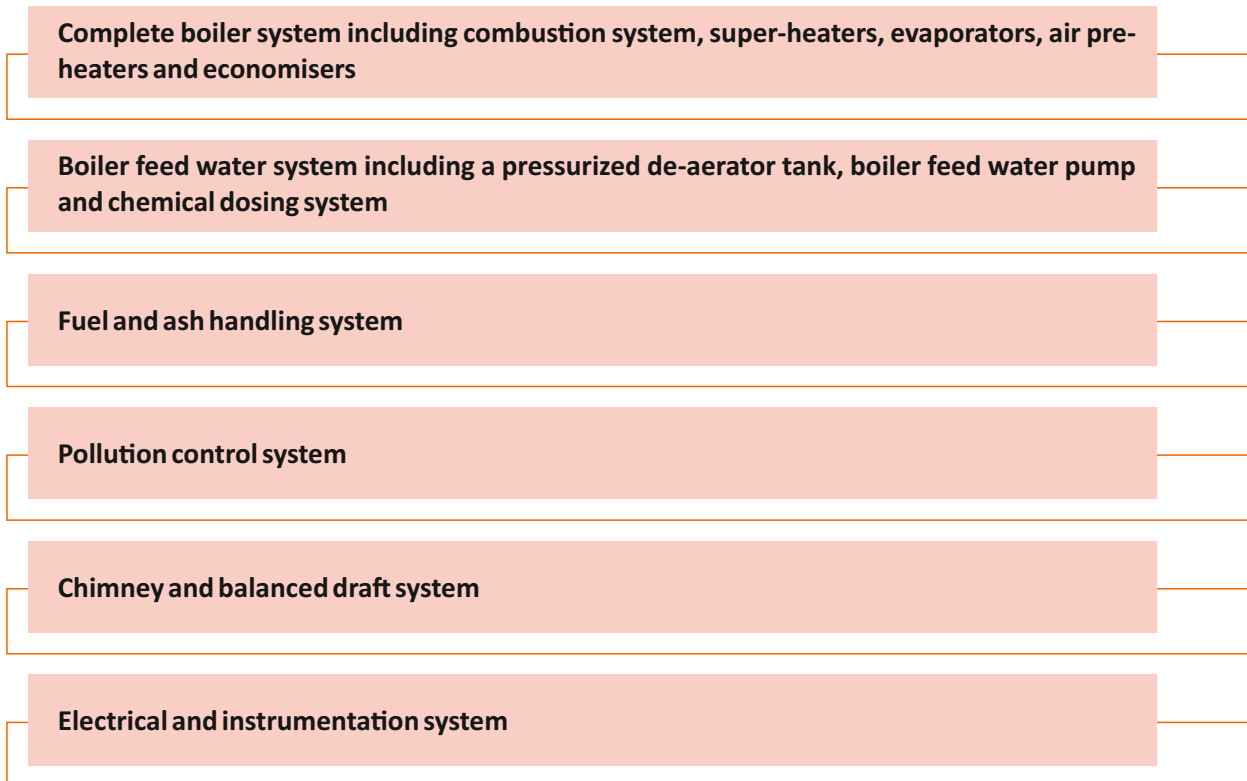 Complete boiler system including combustion system, super-heaters, evaporators, air pre-
heaters and economisers
Boiler feed water system including a pressurized de-aerator tank, boiler feed water pump
and chemical dosing system
Fuel and ash handling system
Pollution control system
Chimney and balanced draft system
Electrical and instrumentation system